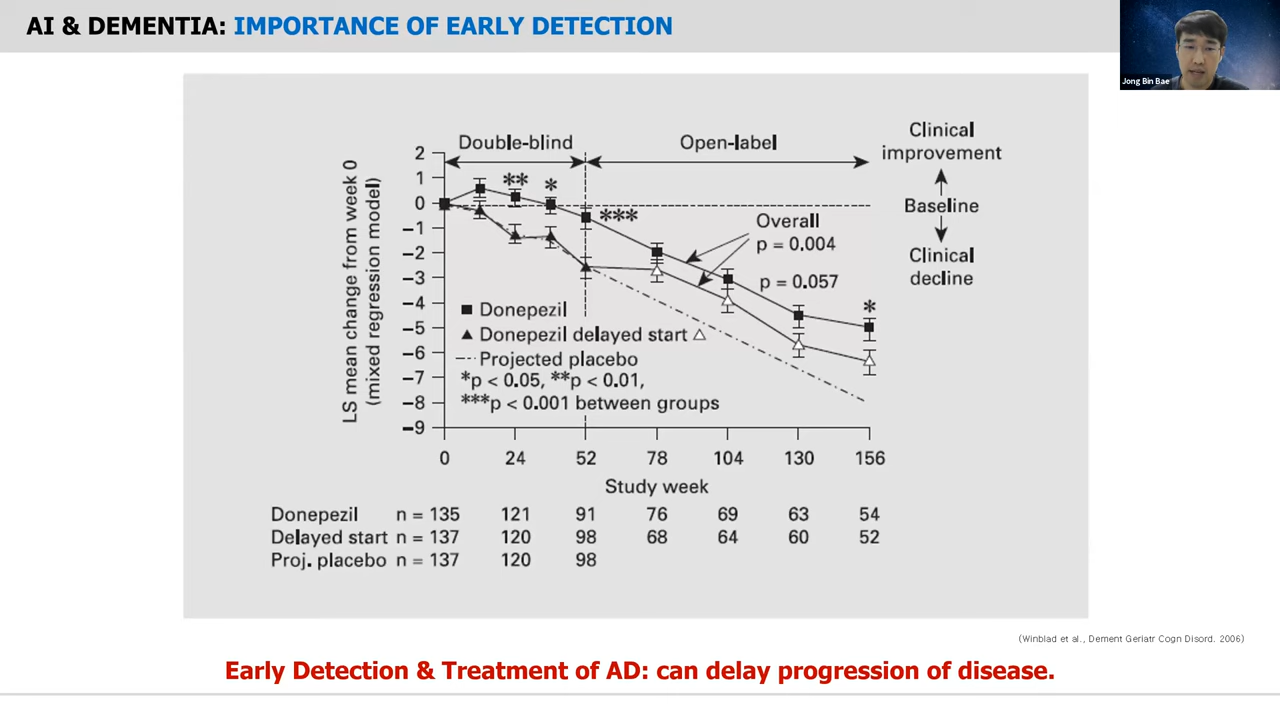 AI & DEMENTIA: IMPORTANCE OF EARLY DETECTION
Jong Bin Bae
Double-blind
Open-label
Clinical
improvement
Baseline
Clinical
decline
LS mean change from week 0
(mixed regression model)
2
1
0
−1
−2
−3
−4
−5
−6
−7
−8
−9
**
*
***
Overall
p = 0.004
p = 0.057
*
■ Donepezil
▲ Donepezil delayed start △
–·– Projected placebo
*p < 0.05, **p < 0.01,
***p < 0.001 between groups
0 24 52 78 104 130 156
Study week
Donepezil n = 135 121 91 76 69 63 54
Delayed start n = 137 120 98 68 64 60 52
Proj. placebo n = 137 120 98
(Winblad et al., Dement Geriatr Cogn Disord. 2006)
Early Detection & Treatment of AD: can delay progression of disease.